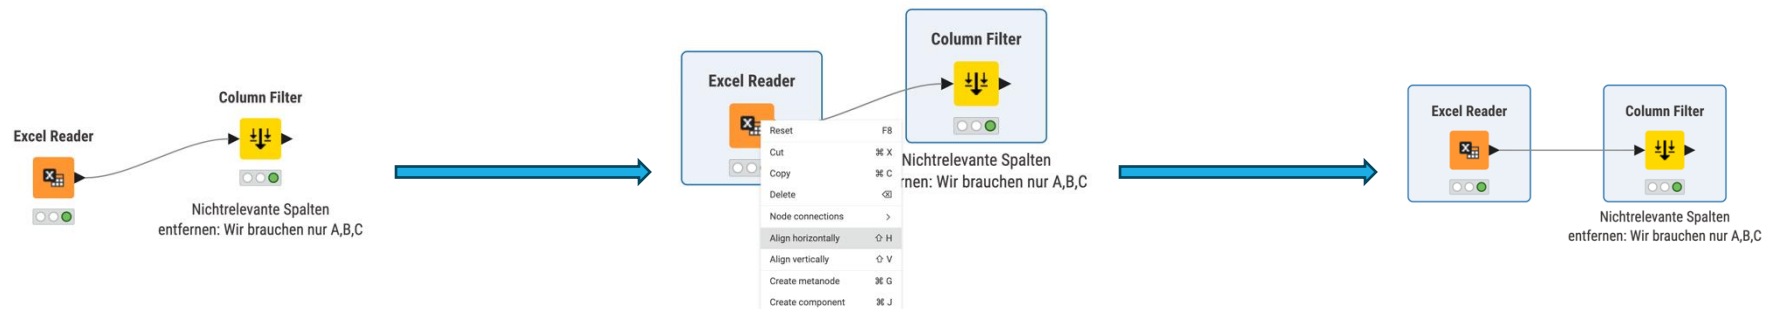 Excel Reader
Column Filter
Nichtrelevante Spalten
entfernen: Wir brauchen nur A,B,C
Excel Reader
Column Filter
Nichtrelevante Spalten
rnen: Wir brauchen nur A,B,C
Reset F8
Cut ⌘ X
Copy ⌘ C
Delete ⌫
Node connections >
Align horizontally ⇧ H
Align vertically ⇧ V
Create metanode ⌘ G
Create component ⌘ J
Excel Reader
Column Filter
Nichtrelevante Spalten
entfernen: Wir brauchen nur A,B,C